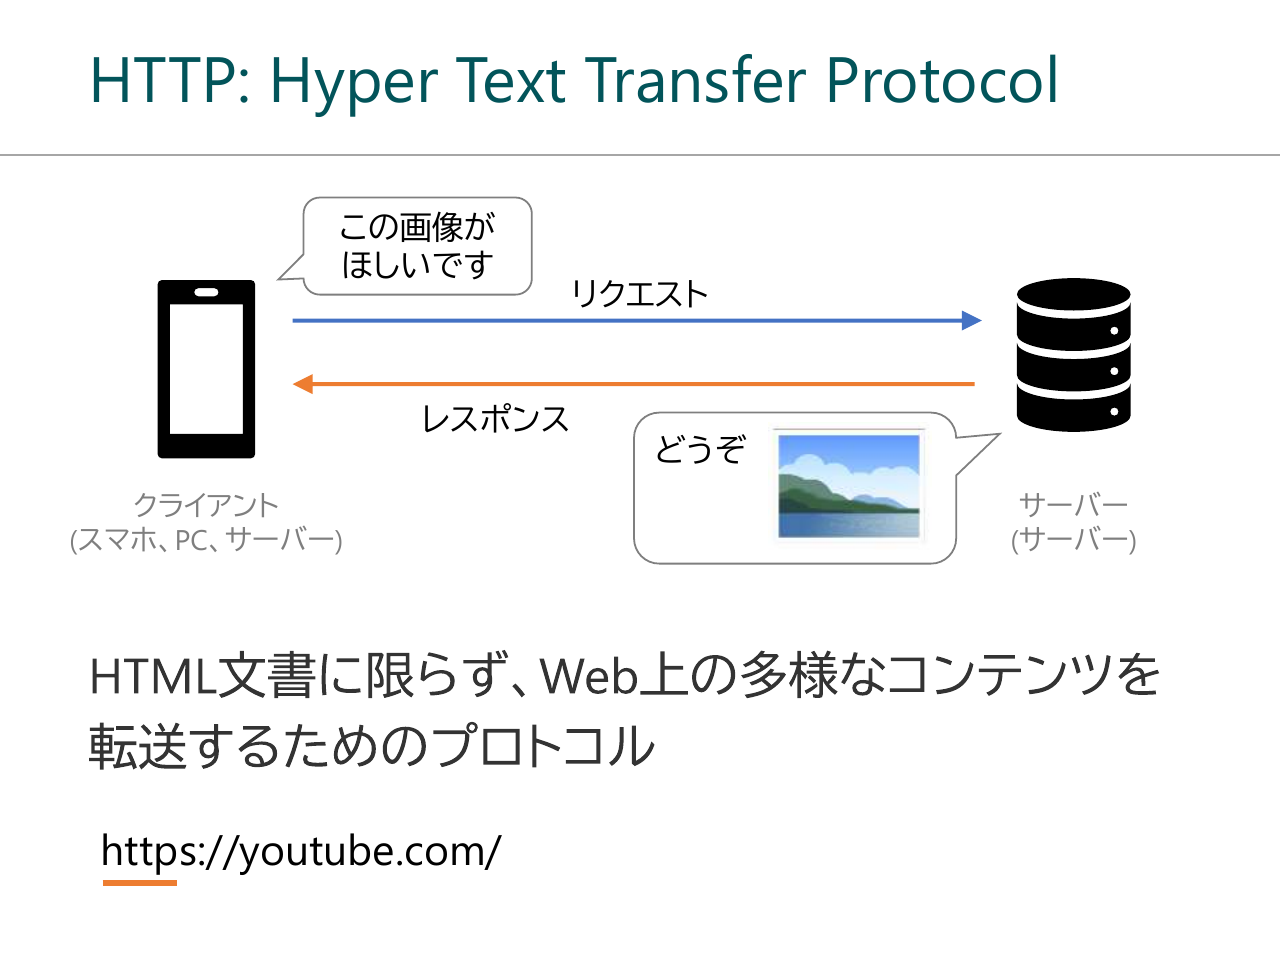 HTTP: Hyper Text Transfer Protocol
この画像が
ほしいです
リクエスト
レスポンス
どうぞ
クライアント
(スマホ、PC、サーバー)
サーバー
(サーバー)
HTML文書に限らず、Web上の多様なコンテンツを
転送するためのプロトコル
https://youtube.com/